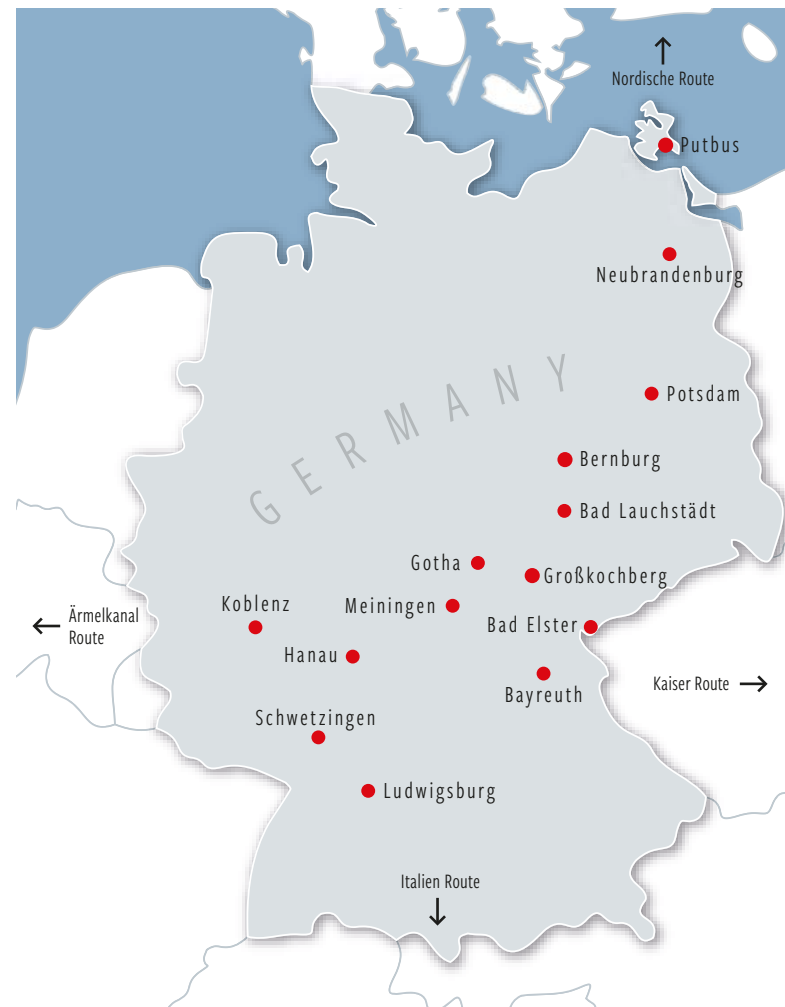 Nordische Route
Putbus
Neubrandenburg
GERMANY
Potsdam
Bernburg
Bad Lauchstädt
Gotha
Großkochberg
Koblenz
Meiningen
Ärmelkanal
Route
Bad Elster
Hanau
Bayreuth
Kaiser Route
Schwetzingen
Ludwigsburg
Italien Route